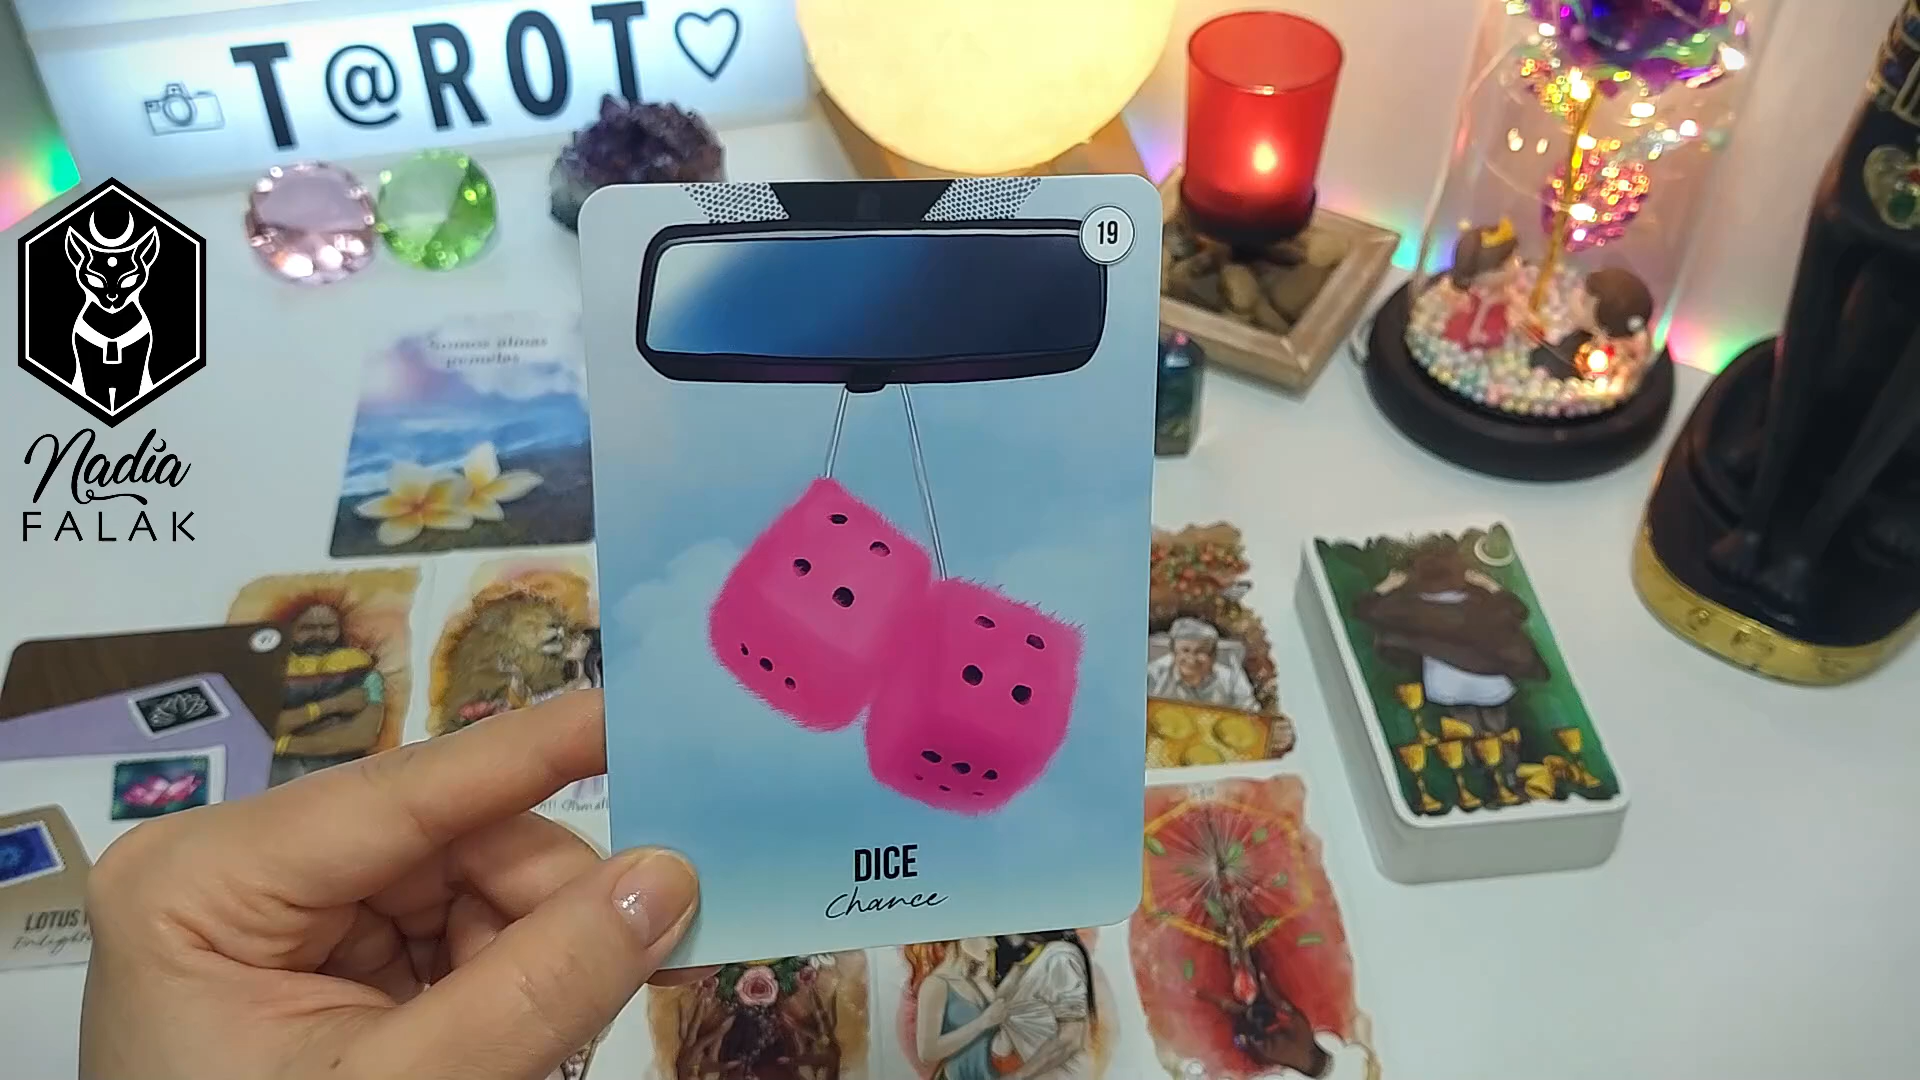 T@ROT
Nadia
FALAK
Somos almas
gemelas
19
LOTUS
DICE
Chance